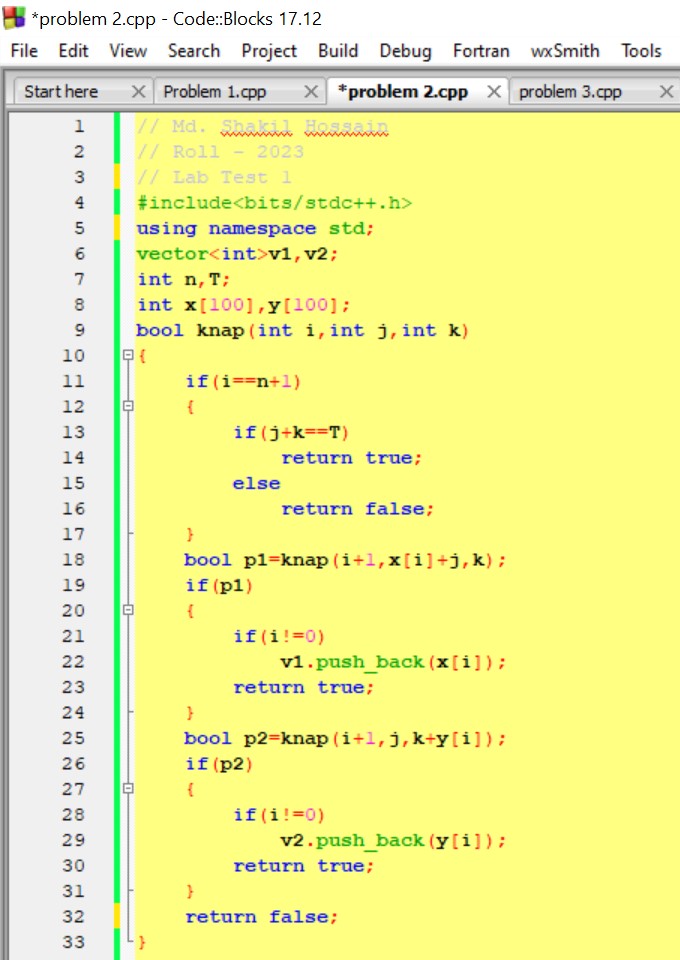 *problem 2.cpp - Code::Blocks 17.12
File Edit View Search Project Build Debug Fortran wxSmith Tools
Start here Problem 1.cpp *problem 2.cpp problem 3.cpp
1 // Md. Shakil Hossain
2 // Roll - 2023
3 // Lab Test 1
4 #include<bits/stdc++.h>
5 using namespace std;
6 vector<int>v1,v2;
7 int n,T;
8 int x[100],y[100];
9 bool knap(int i,int j,int k)
10 {
11 if(i==n+1)
12 {
13 if(j+k==T)
14 return true;
15 else
16 return false;
17 }
18 bool p1=knap(i+1,x[i]+j,k);
19 if(p1)
20 {
21 if(i!=0)
22 v1.push_back(x[i]);
23 return true;
24 }
25 bool p2=knap(i+1,j,k+y[i]);
26 if(p2)
27 {
28 if(i!=0)
29 v2.push_back(y[i]);
30 return true;
31 }
32 return false;
33 }